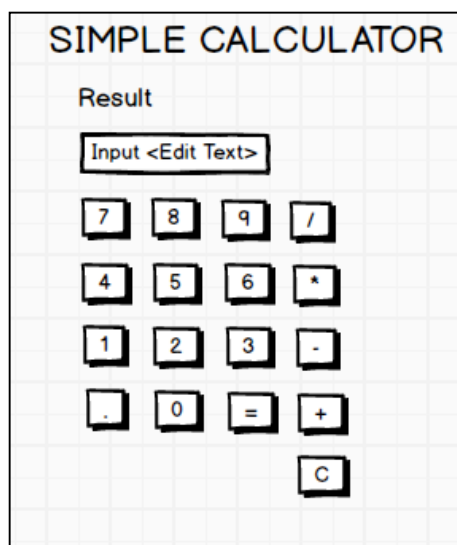 SIMPLE CALCULATOR
Result
Input <Edit Text>
7 8 9 /
4 5 6 *
1 2 3 -
. 0 = +
C